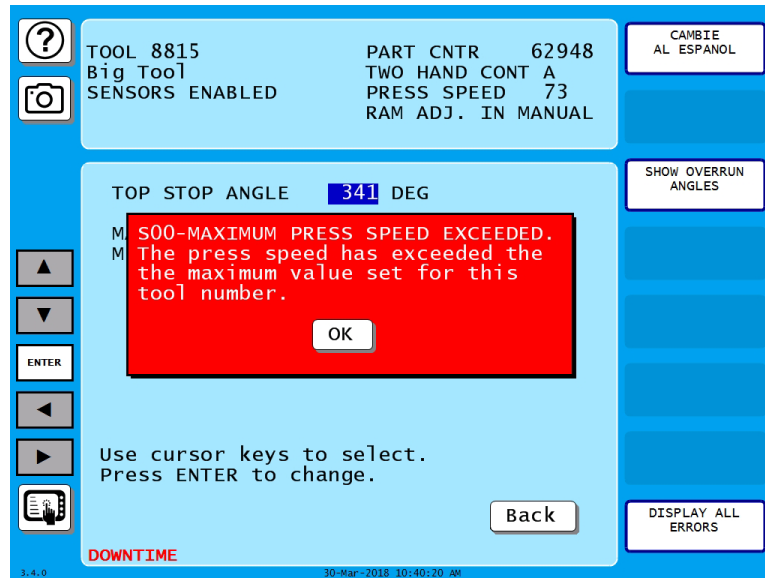 ?
TOOL 8815
Big Tool
SENSORS ENABLED
PART CNTR 62948
TWO HAND CONT A
PRESS SPEED 73
RAM ADJ. IN MANUAL
CAMBIE
AL ESPANOL
TOP STOP ANGLE 341 DEG
SHOW OVERRUN
ANGLES
M
M
S00-MAXIMUM PRESS SPEED EXCEEDED.
The press speed has exceeded the
the maximum value set for this
tool number.
OK
ENTER
Use cursor keys to select.
Press ENTER to change.
Back
DISPLAY ALL
ERRORS
DOWNTIME
3.4.0
30-Mar-2018 10:40:20 AM